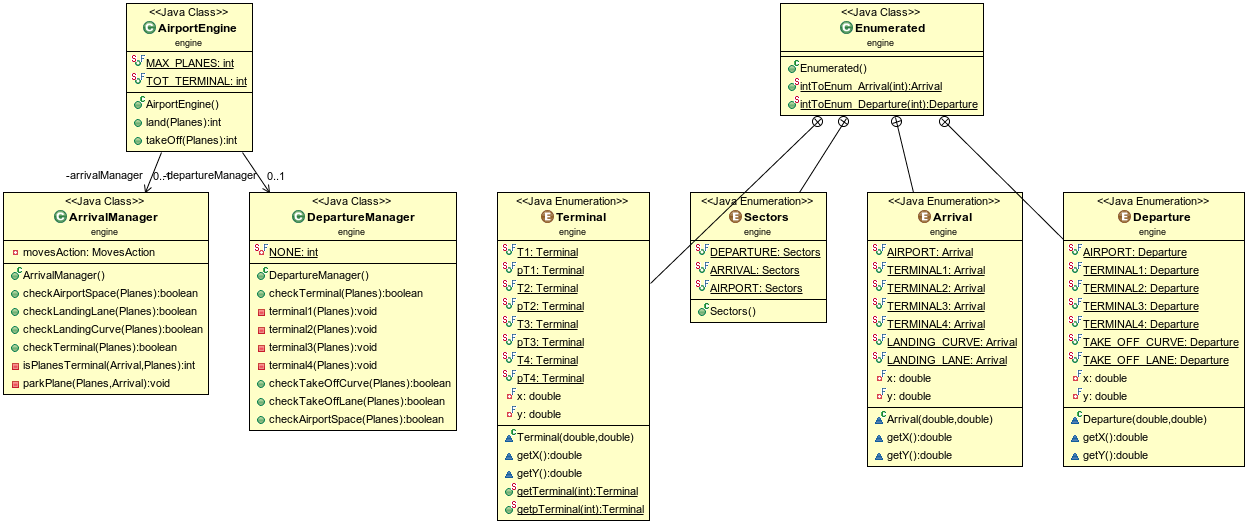 <<Java Class>>
AirportEngine
engine
MAX_PLANES: int
TOT_TERMINAL: int
AirportEngine()
land(Planes):int
takeOff(Planes):int
<<Java Class>>
Enumerated
engine
Enumerated()
intToEnum_Arrival(int):Arrival
intToEnum_Departure(int):Departure
-arrivalManager
0..1
-departureManager
0..1
<<Java Class>>
ArrivalManager
engine
movesAction: MovesAction
ArrivalManager()
checkAirportSpace(Planes):boolean
checkLandingLane(Planes):boolean
checkLandingCurve(Planes):boolean
checkTerminal(Planes):boolean
isPlanesTerminal(Arrival,Planes):int
parkPlane(Planes,Arrival):void
<<Java Class>>
DepartureManager
engine
NONE: int
DepartureManager()
checkTerminal(Planes):boolean
terminal1(Planes):void
terminal2(Planes):void
terminal3(Planes):void
terminal4(Planes):void
checkTakeOffCurve(Planes):boolean
checkTakeOffLane(Planes):boolean
checkAirportSpace(Planes):boolean
<<Java Enumeration>>
Terminal
engine
T1: Terminal
pT1: Terminal
T2: Terminal
pT2: Terminal
T3: Terminal
pT3: Terminal
T4: Terminal
pT4: Terminal
x: double
y: double
Terminal(double,double)
getX():double
getY():double
getTerminal(int):Terminal
getpTerminal(int):Terminal
<<Java Enumeration>>
Sectors
engine
DEPARTURE: Sectors
ARRIVAL: Sectors
AIRPORT: Sectors
Sectors()
<<Java Enumeration>>
Arrival
engine
AIRPORT: Arrival
TERMINAL1: Arrival
TERMINAL2: Arrival
TERMINAL3: Arrival
TERMINAL4: Arrival
LANDING_CURVE: Arrival
LANDING_LANE: Arrival
x: double
y: double
Arrival(double,double)
getX():double
getY():double
<<Java Enumeration>>
Departure
engine
AIRPORT: Departure
TERMINAL1: Departure
TERMINAL2: Departure
TERMINAL3: Departure
TERMINAL4: Departure
TAKE_OFF_CURVE: Departure
TAKE_OFF_LANE: Departure
x: double
y: double
Departure(double,double)
getX():double
getY():double